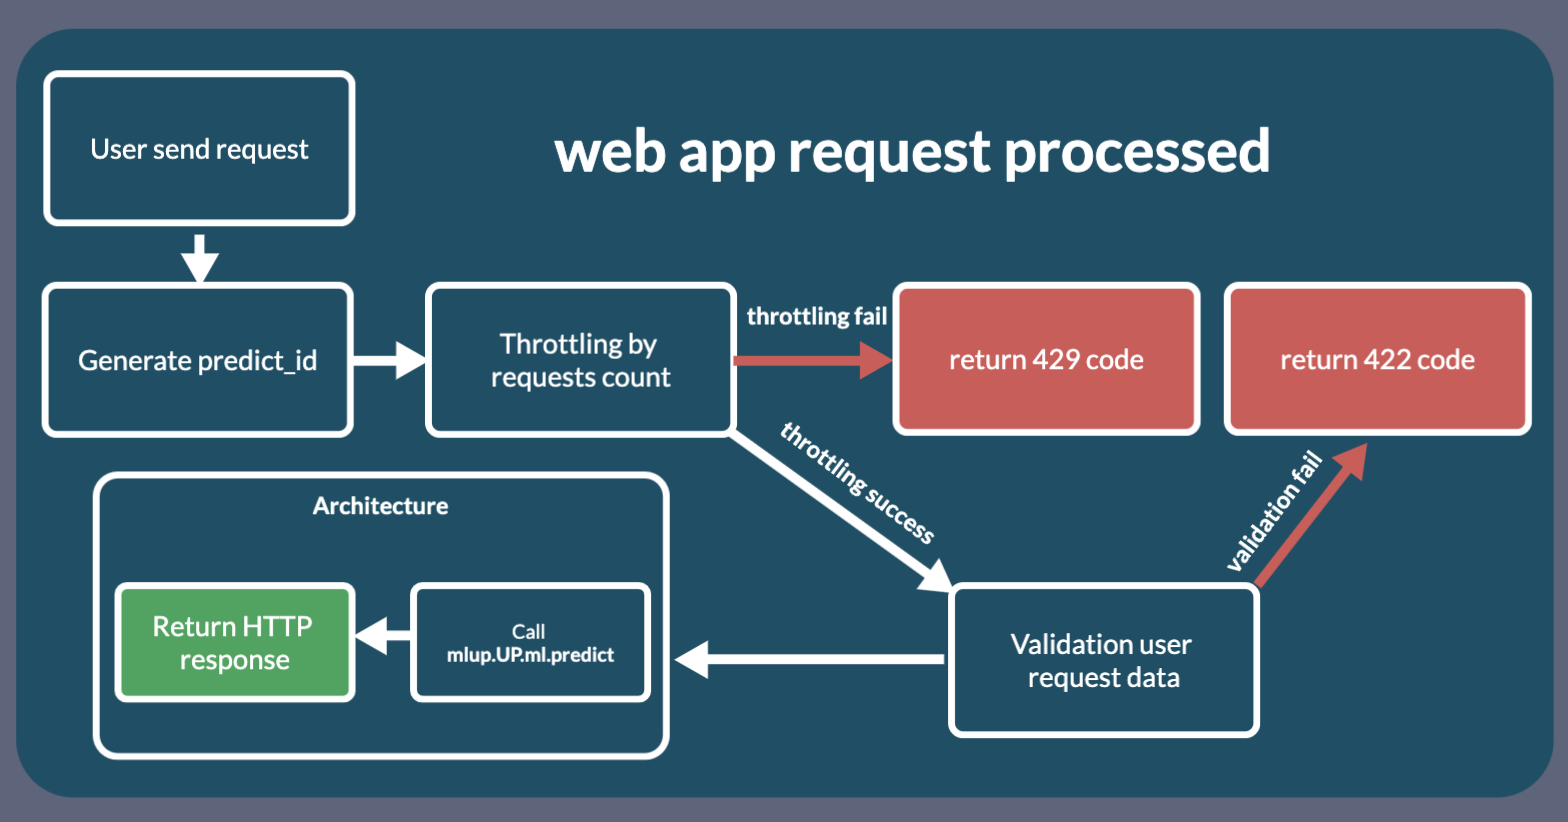 User send request
web app request processed
Generate predict_id
Throttling by
requests count
throttling fail
return 429 code
return 422 code
throttling success
validation fail
Architecture
Return HTTP
response
Call
mlup.UP.ml.predict
Validation user
request data